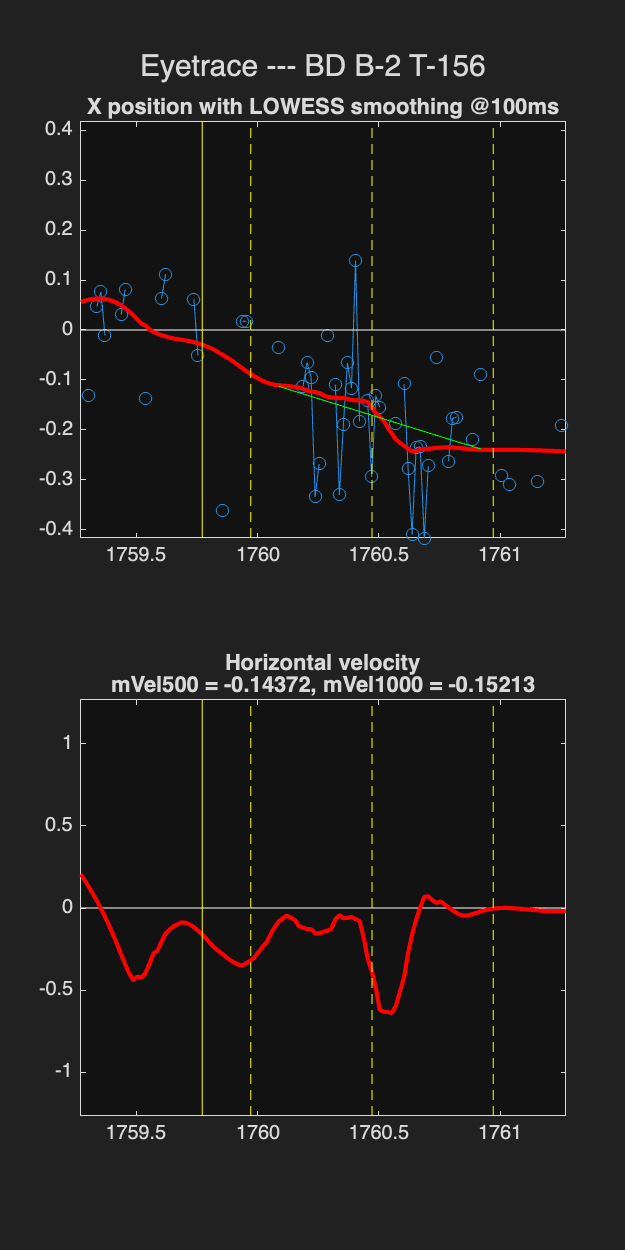 Eyetrace --- BD B-2 T-156
X position with LOWESS smoothing @100ms
0.4
0.3
0.2
0.1
0
-0.1
-0.2
-0.3
-0.4
1759.5 1760 1760.5 1761
Horizontal velocity
mVel500 = -0.14372, mVel1000 = -0.15213
1
0.5
0
-0.5
-1
1759.5 1760 1760.5 1761